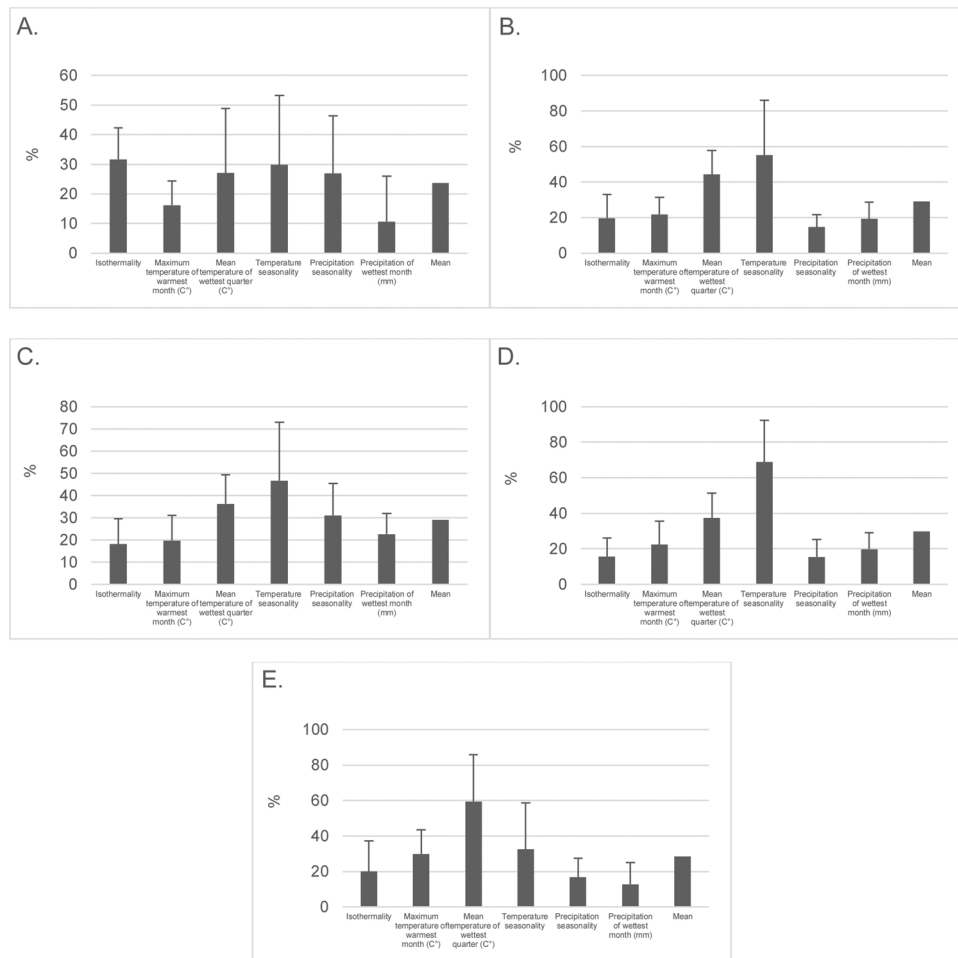 A.
60
50
40
30
20
10
0
%
Isothermality
Maximum
temperature of
warmest
month (C°)
Mean
temperature of
wettest quarter
(C°)
Temperature
seasonality
Precipitation
seasonality
Precipitation of
wettest month
(mm)
Mean
B.
100
80
60
40
20
0
%
Isothermality
Maximum
temperature of
warmest
month (C°)
Mean
temperature of
wettest
quarter (C°)
Temperature
seasonality
Precipitation
seasonality
Precipitation
of wettest
month (mm)
Mean
C.
80
70
60
50
40
30
20
10
0
%
Isothermality
Maximum
temperature of
warmest
month (C°)
Mean
temperature of
wettest quarter
(C°)
Temperature
seasonality
Precipitation
seasonality
Precipitation of
wettest month
(mm)
Mean
D.
100
80
60
40
20
0
%
Isothermality
Maximum
temperature of
warmest
month (C°)
Mean
temperature of
wettest
quarter (C°)
Temperature
seasonality
Precipitation
seasonality
Precipitation
of wettest
month (mm)
Mean
E.
100
80
60
40
20
0
%
Isothermality
Maximum
temperature of
warmest
month (C°)
Mean
temperature of
wettest
quarter (C°)
Temperature
seasonality
Precipitation
seasonality
Precipitation
of wettest
month (mm)
Mean